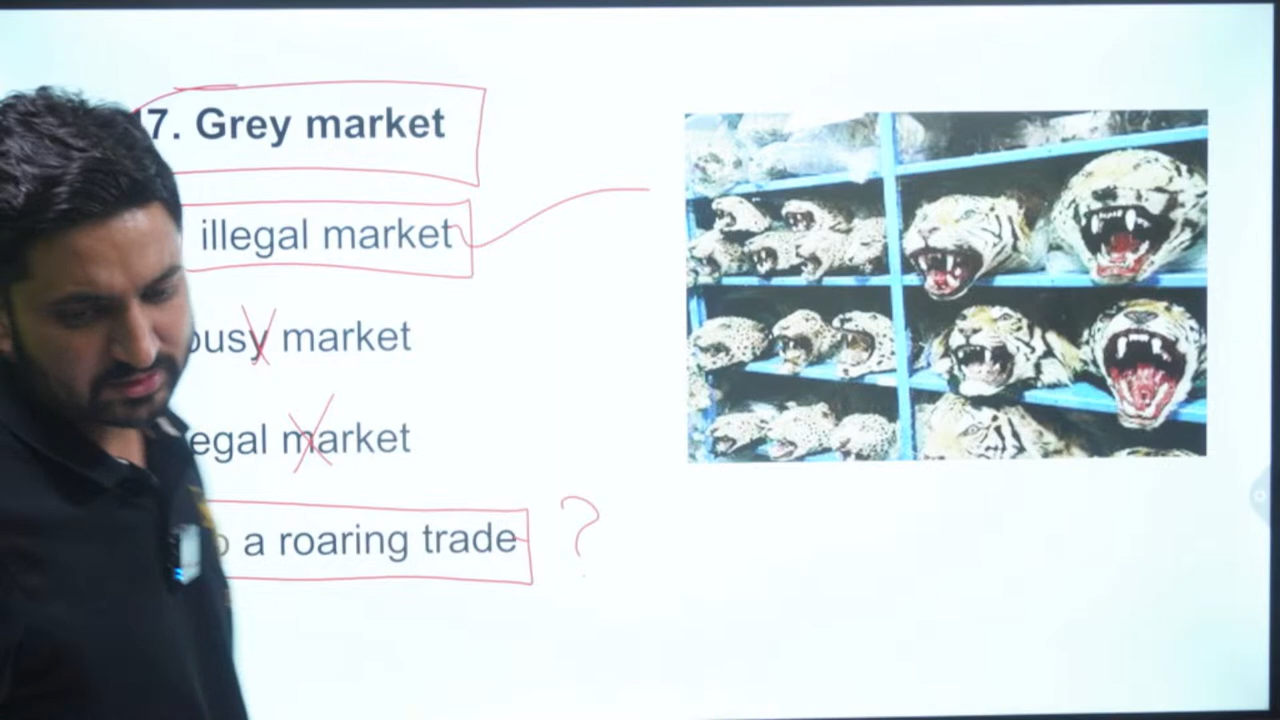 7. Grey market
illegal market
busy market
egal market
a roaring trade
?